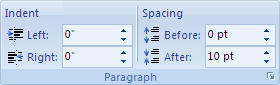 Indent Spacing
Left: 0" Before: 0 pt
Right: 0" After: 10 pt
Paragraph